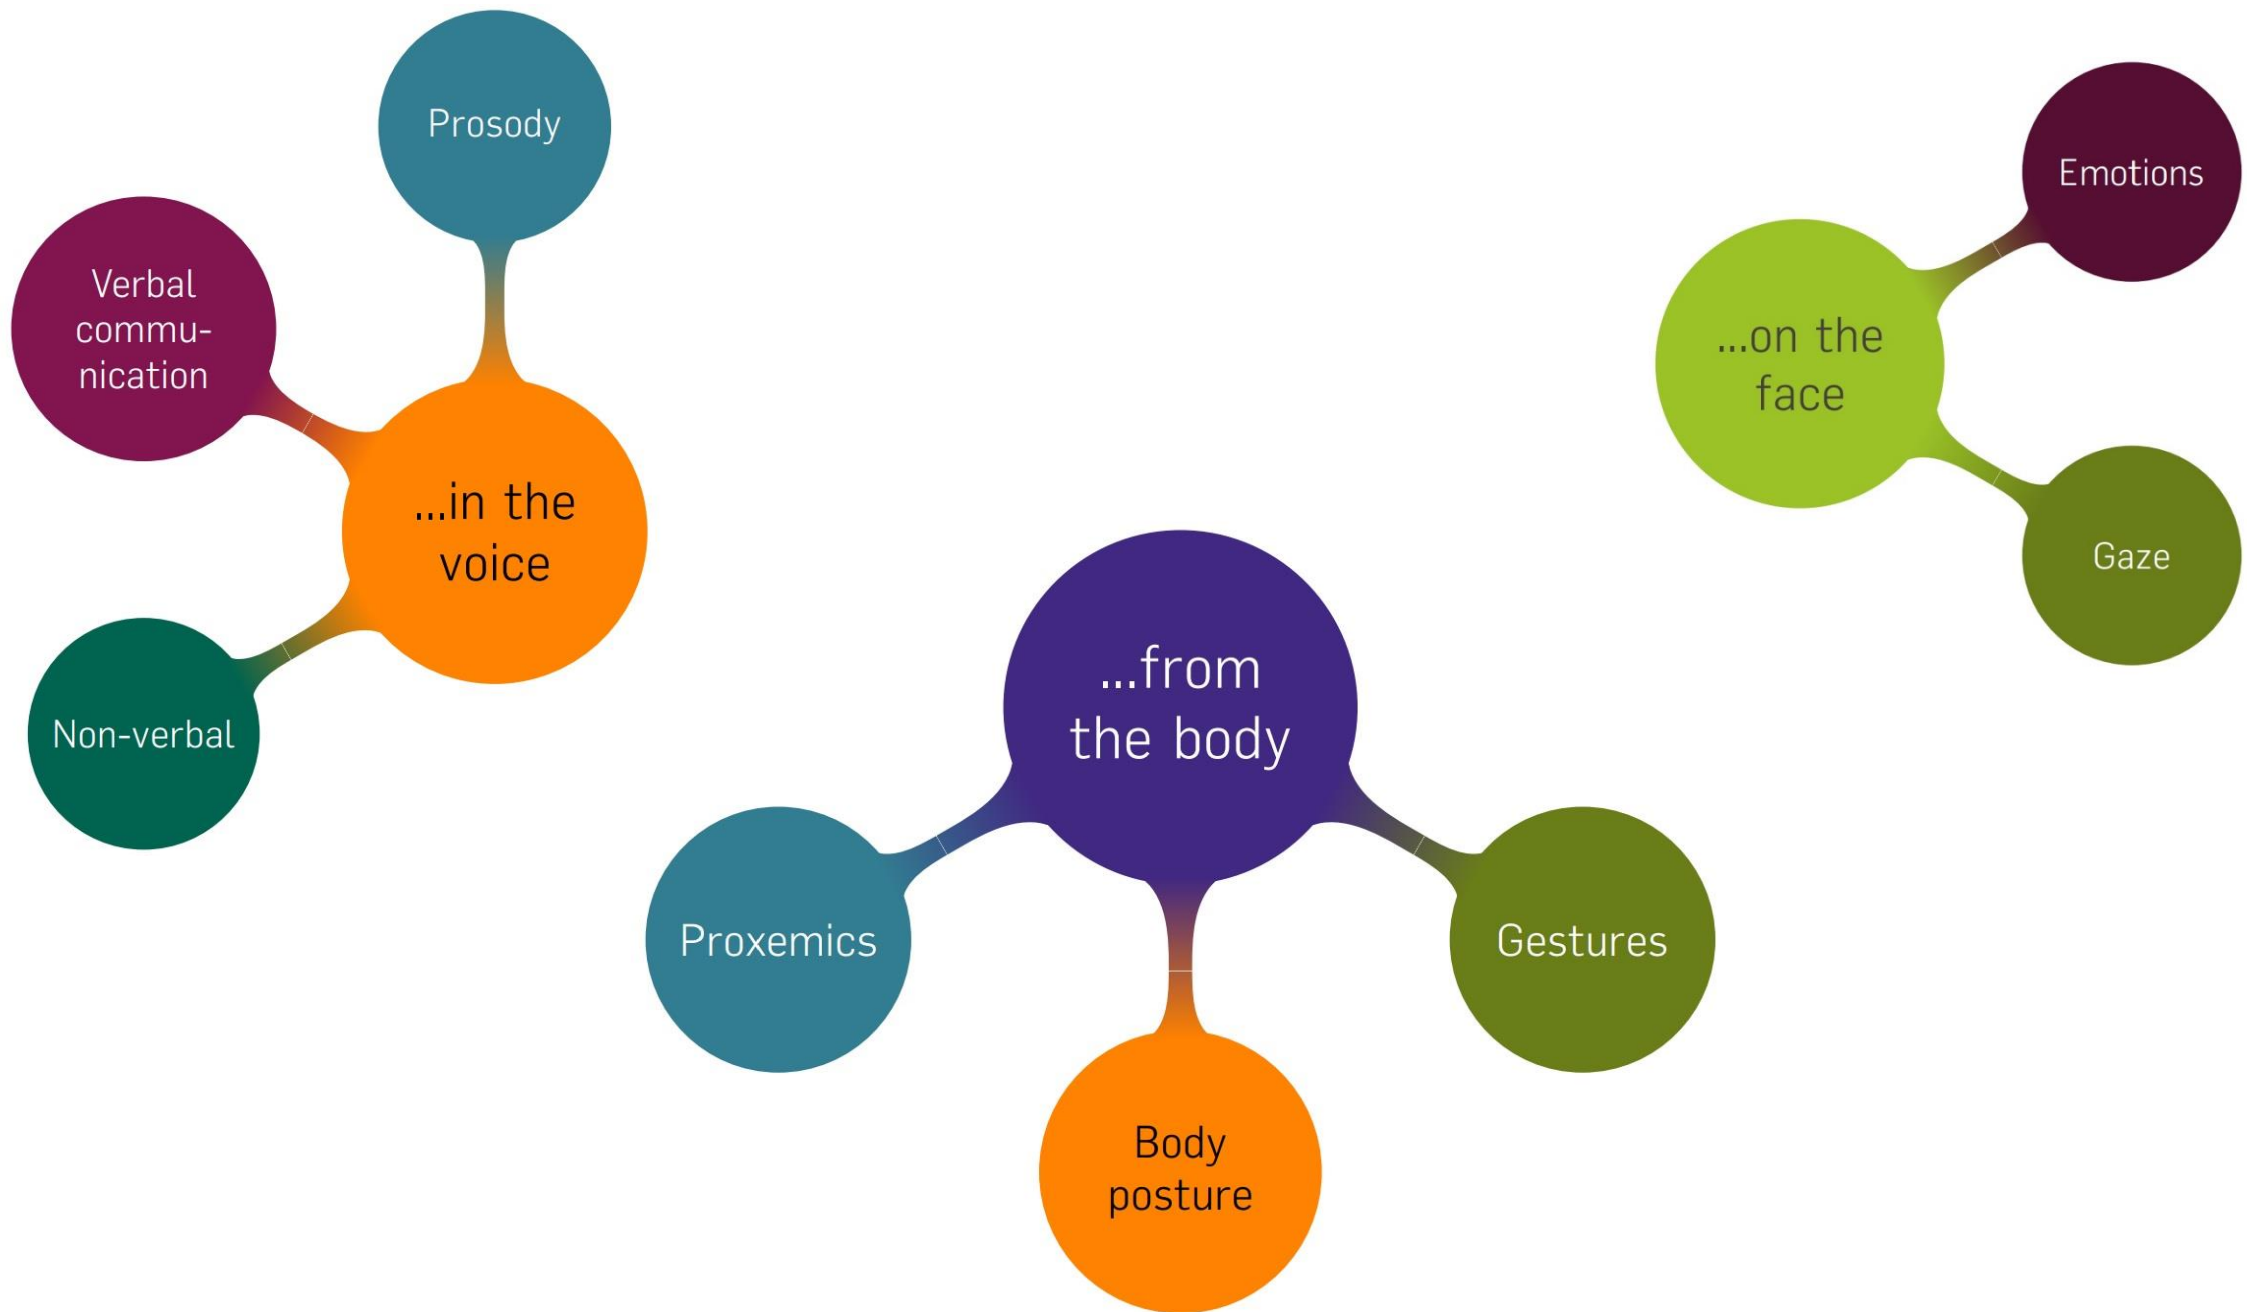 Prosody
Verbal
commu-
nication
...in the
voice
Non-verbal
...from
the body
Proxemics
Body
posture
Gestures
...on the
face
Emotions
Gaze